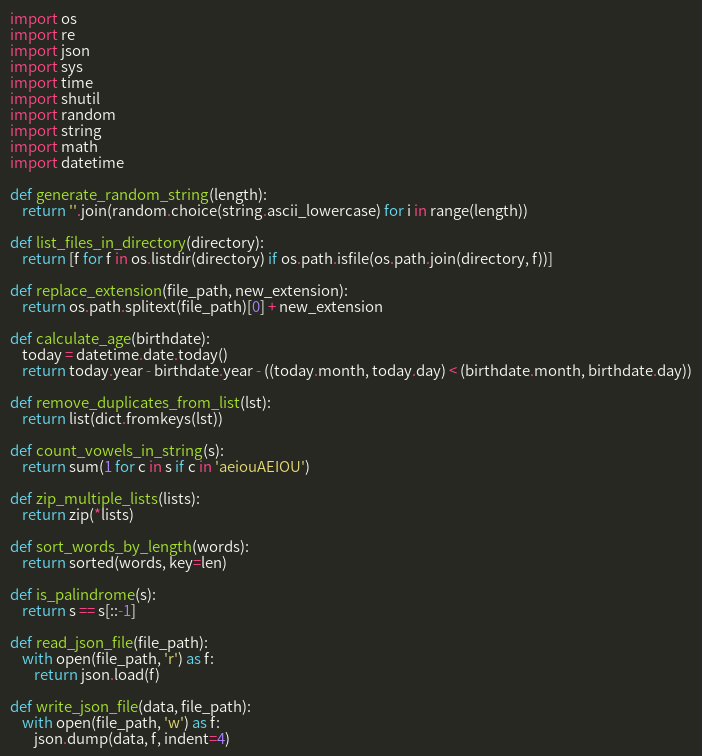 import os
import re
import json
import sys
import time
import shutil
import random
import string
import math
import datetime

def generate_random_string(length):
    return ''.join(random.choice(string.ascii_lowercase) for i in range(length))

def list_files_in_directory(directory):
    return [f for f in os.listdir(directory) if os.path.isfile(os.path.join(directory, f))]

def replace_extension(file_path, new_extension):
    return os.path.splitext(file_path)[0] + new_extension

def calculate_age(birthdate):
    today = datetime.date.today()
    return today.year - birthdate.year - ((today.month, today.day) < (birthdate.month, birthdate.day))

def remove_duplicates_from_list(lst):
    return list(dict.fromkeys(lst))

def count_vowels_in_string(s):
    return sum(1 for c in s if c in 'aeiouAEIOU')

def zip_multiple_lists(lists):
    return zip(*lists)

def sort_words_by_length(words):
    return sorted(words, key=len)

def is_palindrome(s):
    return s == s[::-1]

def read_json_file(file_path):
    with open(file_path, 'r') as f:
        return json.load(f)

def write_json_file(data, file_path):
    with open(file_path, 'w') as f:
        json.dump(data, f, indent=4)